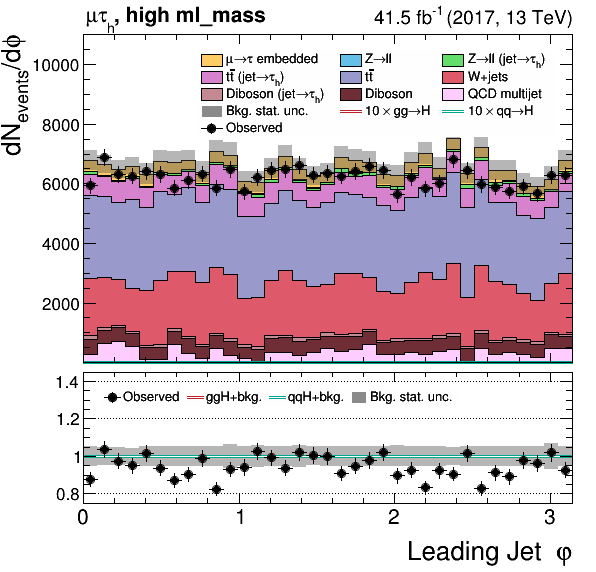 μτₕ, high ml_mass 41.5 fb⁻¹ (2017, 13 TeV)
dN_events/dϕ
10000
8000
6000
4000
2000
μ→τ embedded Z→ll Z→ll (jet→τₕ)
tt̄ (jet→τₕ) tt̄ W+jets
Diboson (jet→τₕ) Diboson QCD multijet
Bkg. stat. unc. 10 × gg→H 10 × qq→H
Observed
1.4
1.2
1
0.8
Observed ggH+bkg. qqH+bkg. Bkg. stat. unc.
0 1 2 3
Leading Jet φ